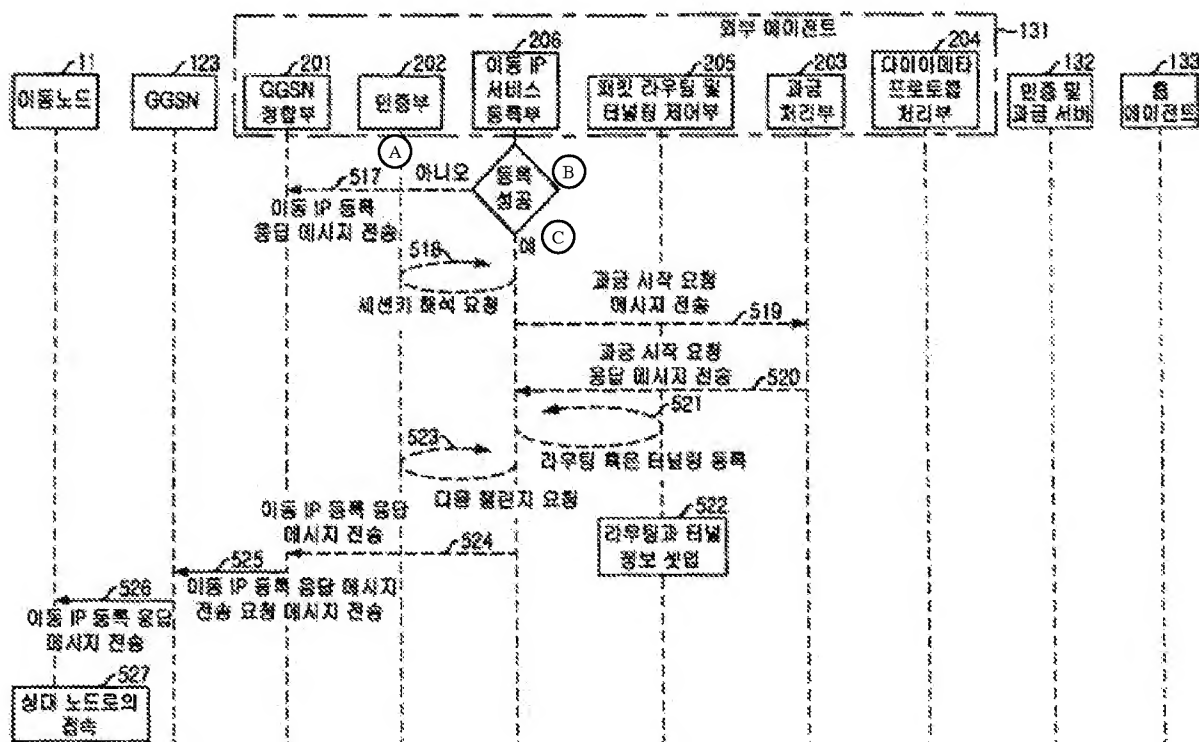 외부 에이전트
131
11
123
201
202
206
205
203
204
132
133
이동노드
GGSN
GGSN
정합부
인증부
이동 IP
서비스
등록부
패킷 라우팅 및
터널링 제어부
과금
처리부
다이아메타
프로토콜
처리부
인증 및
과금 서버
홈
에이전트
A
517
아니오
등록
성공
B
이동 IP 등록
응답 메시지 전송
예
C
518
세션키 해석 요청
과금 시작 요청
메시지 전송
519
과금 시작 요청
응답 메시지 전송
520
521
523
라우팅 혹은 터널링 등록
다음 챌린지 요청
522
라우팅과 터널
정보 셋업
이동 IP 등록 응답
메시지 전송
524
525
이동 IP 등록 응답 메시지
전송 요청 메시지 전송
526
이동 IP 등록 응답
메시지 전송
527
상대 노드로의
접속